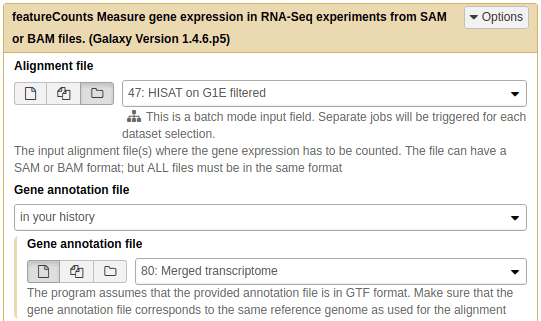 featureCounts Measure gene expression in RNA-Seq experiments from SAM
or BAM files. (Galaxy Version 1.4.6.p5)
Options
Alignment file
47: HISAT on G1E filtered
This is a batch mode input field. Separate jobs will be triggered for each
dataset selection.
The input alignment file(s) where the gene expression has to be counted. The file can have a
SAM or BAM format; but ALL files must be in the same format
Gene annotation file
in your history
Gene annotation file
80: Merged transcriptome
The program assumes that the provided annotation file is in GTF format. Make sure that the
gene annotation file corresponds to the same reference genome as used for the alignment